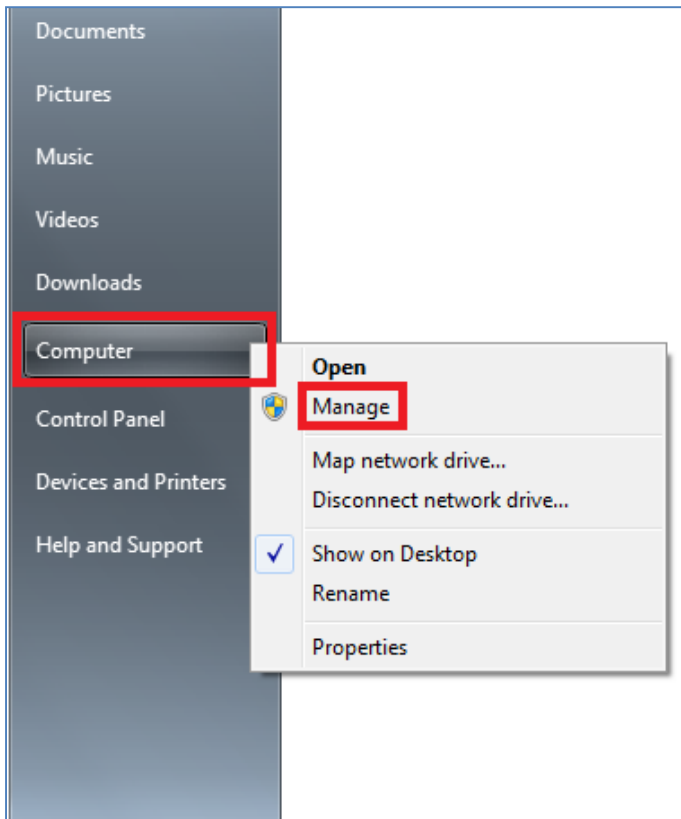 Documents
Pictures
Music
Videos
Downloads
Computer
Control Panel
Devices and Printers
Help and Support
Open
Manage
Map network drive...
Disconnect network drive...
Show on Desktop
Rename
Properties